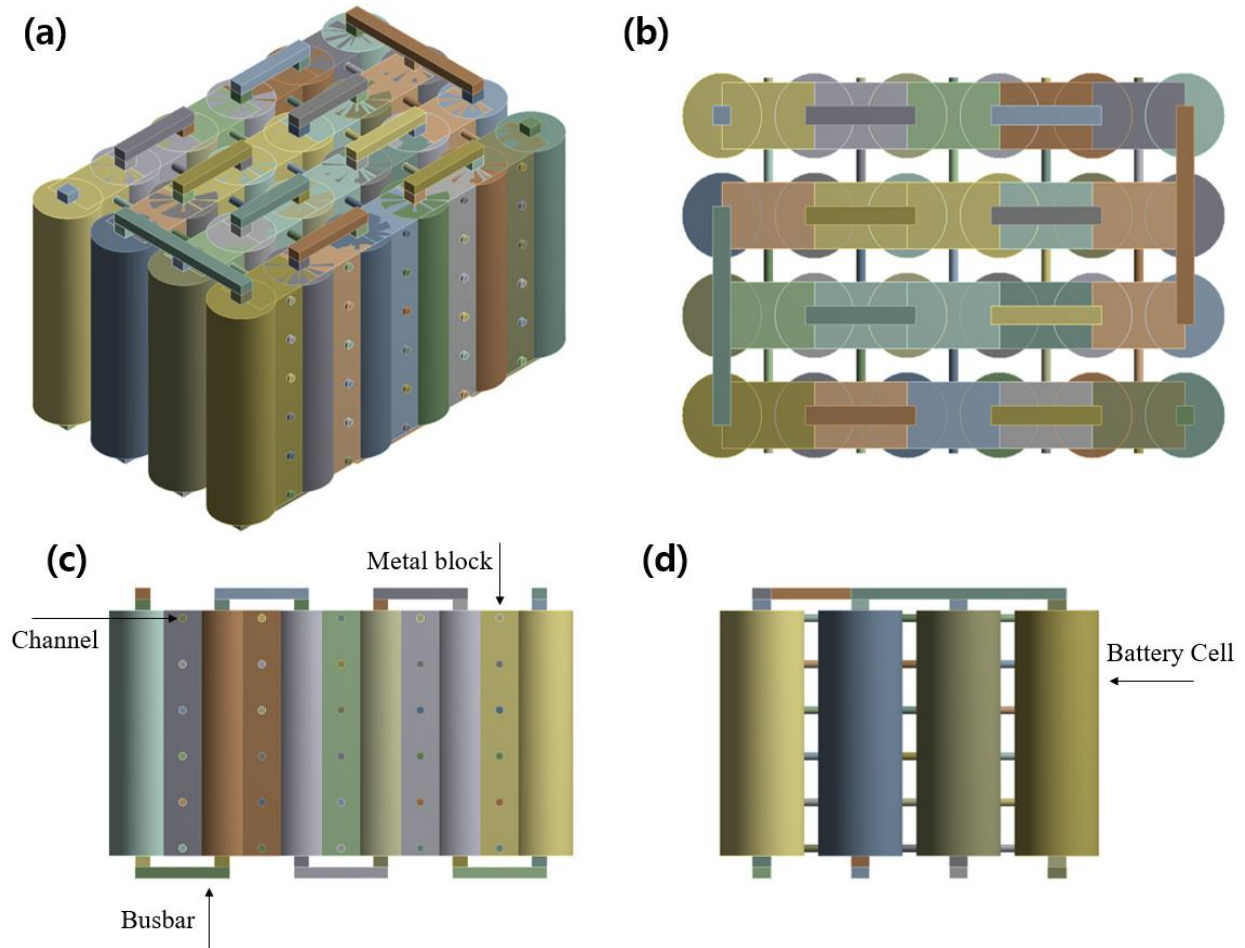 (a)
(b)
(c)
Metal block
Channel
Busbar
(d)
Battery Cell